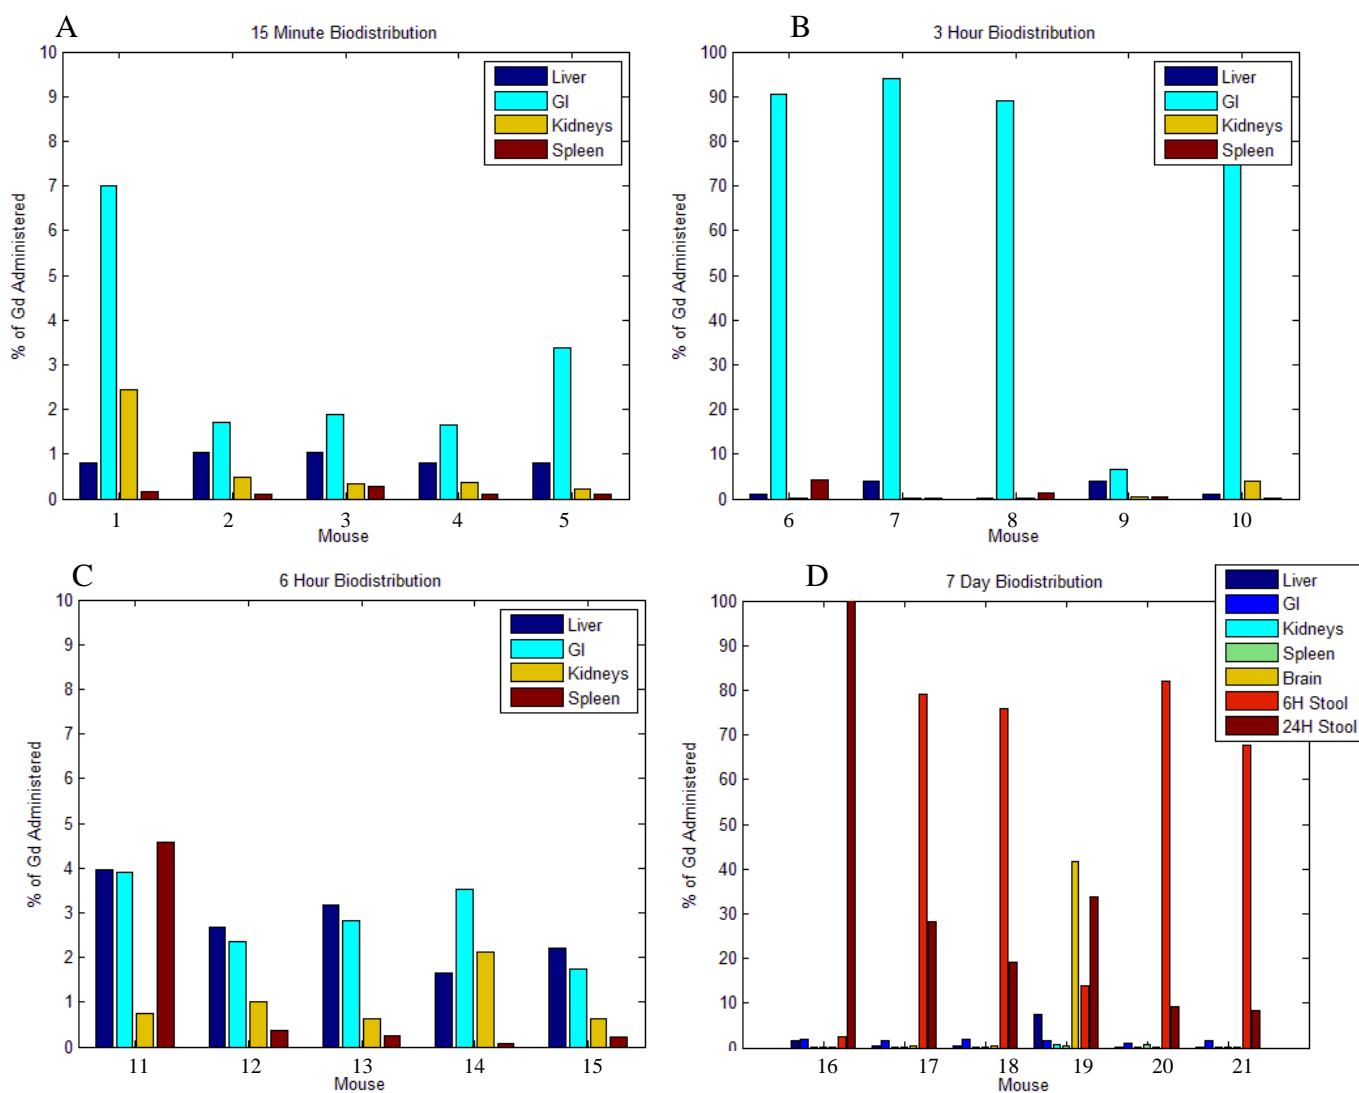 A
15 Minute Biodistribution
10
9
8
7
6
5
4
3
2
1
0
% of Gd Administered
Liver
GI
Kidneys
Spleen
1 2 3 4 5
Mouse
B
3 Hour Biodistribution
100
90
80
70
60
50
40
30
20
10
0
% of Gd Administered
Liver
GI
Kidneys
Spleen
6 7 8 9 10
Mouse
C
6 Hour Biodistribution
10
9
8
7
6
5
4
3
2
1
0
% of Gd Administered
Liver
GI
Kidneys
Spleen
11 12 13 14 15
Mouse
D
7 Day Biodistribution
100
90
80
70
60
50
40
30
20
10
0
% of Gd Administered
Liver
GI
Kidneys
Spleen
Brain
6H Stool
24H Stool
16 17 18 19 20 21
Mouse